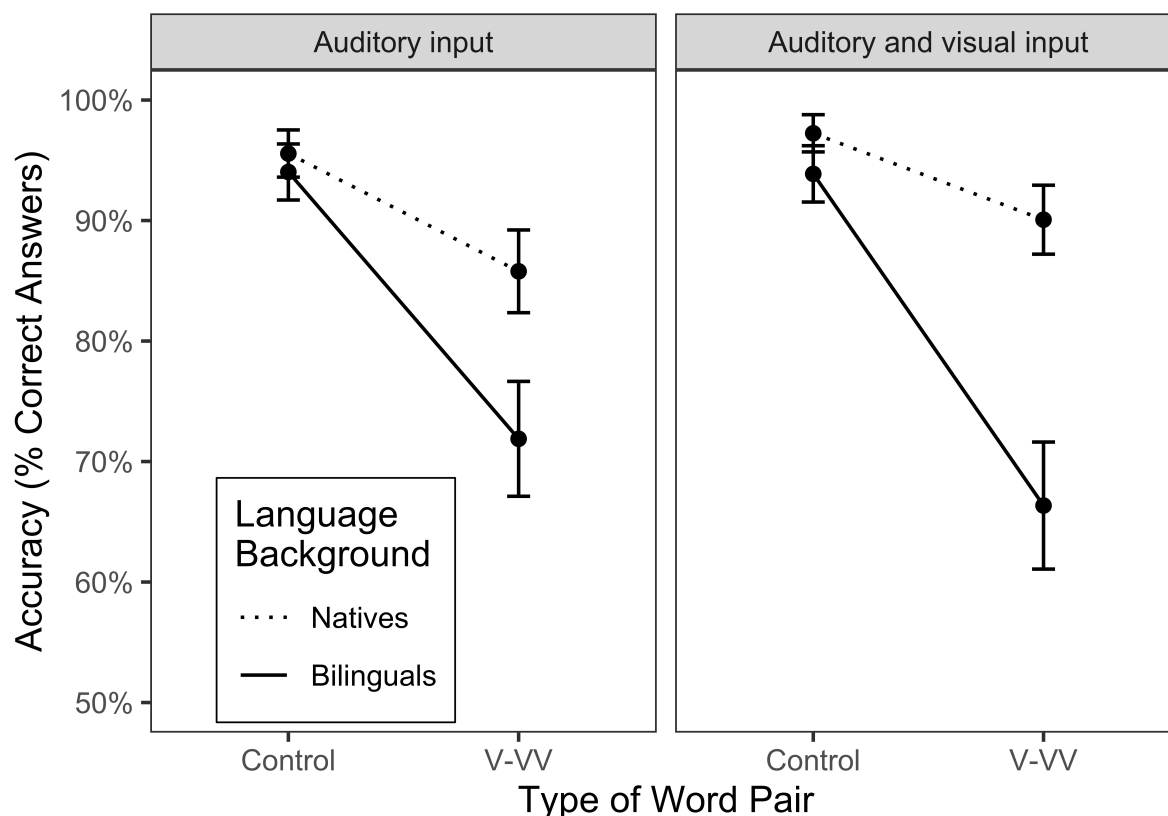 Auditory input
Auditory and visual input
Accuracy (% Correct Answers)
100%
90%
80%
70%
60%
50%
Language
Background
Natives
Bilinguals
Control
V-VV
Control
V-VV
Type of Word Pair